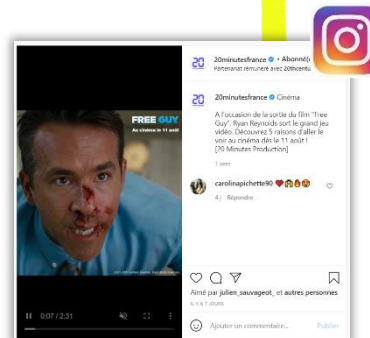 20minutesfrance • Abonné(
Partenariat rémunéré avec 20thcentu
FREE GUY
Au cinéma le 11 août
20minutesfrance Cinéma
A l'occasion de la sortie du film "Free
Guy", Ryan Reynolds sort le grand jeu
vidéo. Découvrez 5 raisons d'aller le
voir au cinéma dès le 11 août !
[20 Minutes Production]
1 sem
carolinapichette90
4 j Répondre
Aimé par julien_sauvageot_ et autres personnes
IL Y A 7 JOURS
0:07 / 2:31
Ajouter un commentaire... Publier